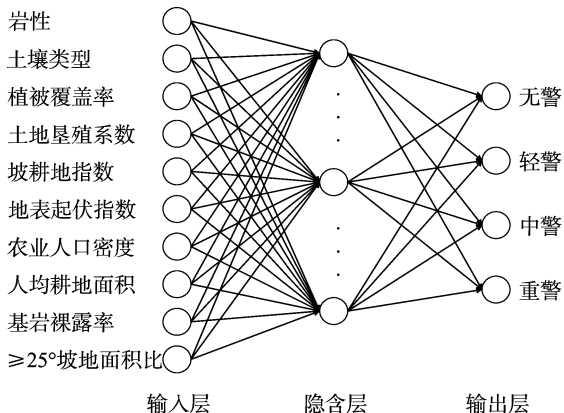 岩性
土壤类型
植被覆盖率
土地垦殖系数
坡耕地指数
地表起伏指数
农业人口密度
人均耕地面积
基岩裸露率
≥25°坡地面积比
无警
轻警
中警
重警
输入层
隐含层
输出层